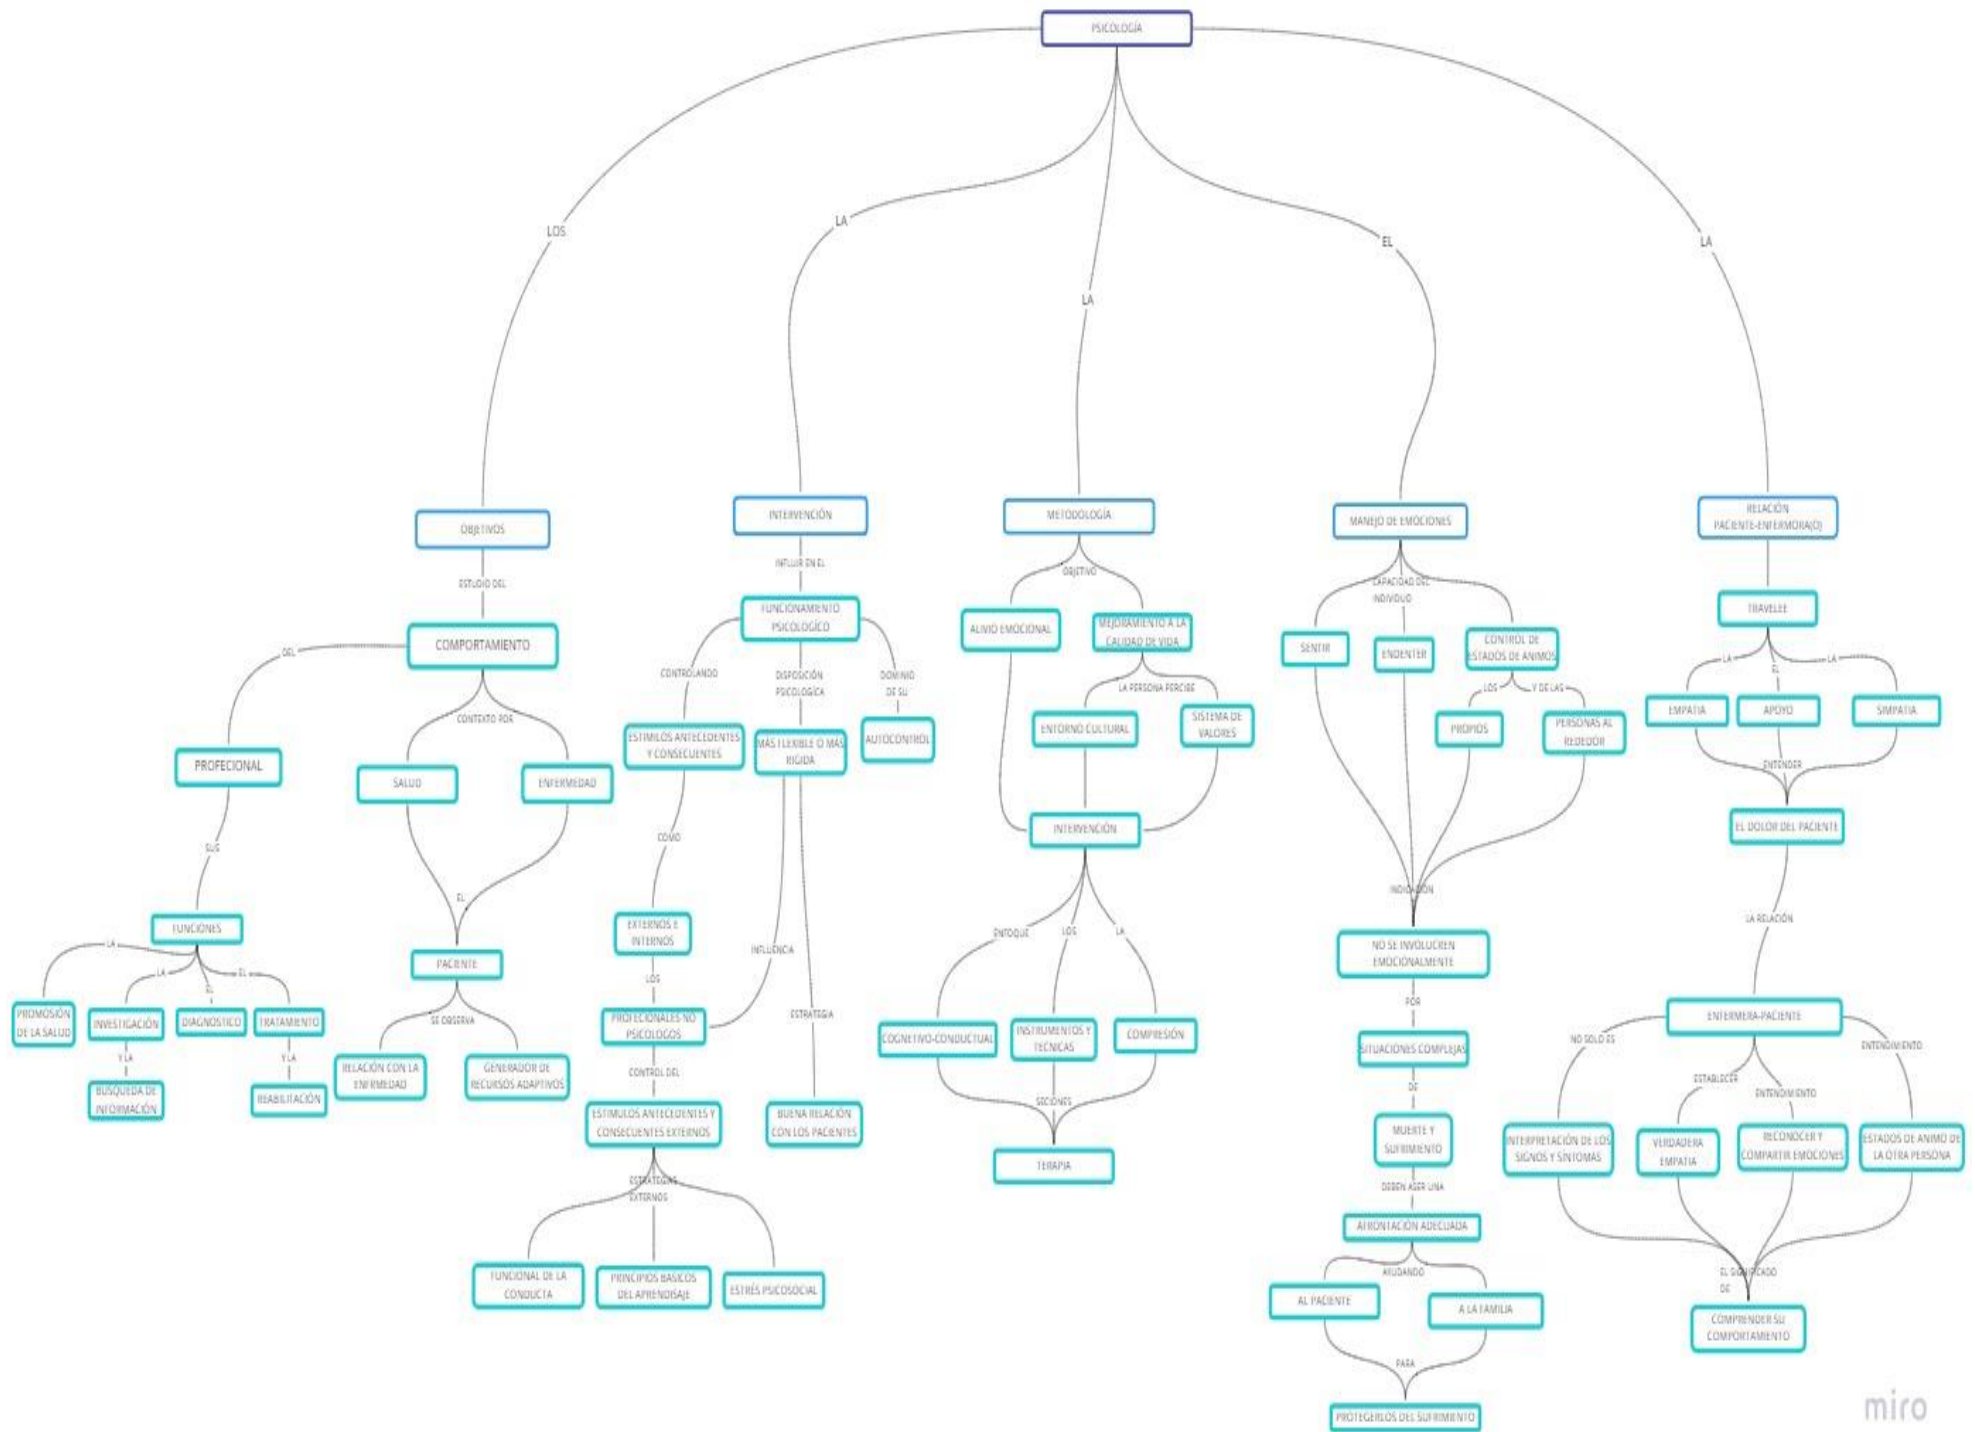 PSICOLOGÍA
LOS
LA
LA
EL
LA
OBJETIVOS
ESTUDIO DEL
COMPORTAMIENTO
DEL
PROFECIONAL
SUS
FUNCIONES
LA
LA
EL
EL
PROMOSIÓN
DE LA SALUD
INVESTIGACIÓN
Y LA
BUSQUEDA DE
INFORMACIÓN
DIAGNOSTICO
TRATAMIENTO
Y LA
REABILITACIÓN
CONTEXTO POR
SALUD
ENFERMEDAD
EL
PACIENTE
SE OBSERVA
RELACIÓN CON LA
ENFRMEDAD
GENERADOR DE
RECURSOS ADAPTIVOS
INTERVENCIÓN
INFLUIR EN EL
FUNCIONAMIENTO
PSICOLOGÍCO
CONTROLANDO
DISPOSICIÓN
PSICOLOGÍCA
DOMINIO
DE SU
ESTIMILOS ANTECEDENTES
Y CONSECUENTES
MÁS FLEXIBLE O MÁS
RIGIDA
AUTOCONTROL
COMO
EXTERNOS E
INTERNOS
LOS
INFLUENCIA
PROFECIONALES NO
PSICOLOGOS
ESTRATEGIA
CONTROL DEL
ESTIMULOS ANTECEDENTES Y
CONSECUENTES EXTERNOS
BUENA RELACIÓN
CON LOS PACIENTES
ESTRATEGIAS
EXTERNOS
FUNCIONAL DE LA
CONDUCTA
PRINCIPIOS BASICOS
DEL APRENDISAJE
ESTRÉS PSICOSOCIAL
METODOLOGÍA
OBJETIVO
ALIVIO EMOCIONAL
MEJORAMIENTO A LA
CALIDAD DE VIDA
LA PERSONA PERCIBE
ENTORNO CULTURAL
SISTEMA DE
VALORES
INTERVENCIÓN
ENFOQUE
LOS
LA
COGNETIVO-CONDUCTUAL
INSTRUMENTOS Y
TECNICAS
COMPRESIÓN
SECIONES
TERAPIA
MANEJO DE EMOCIONES
CAPACIDAD DEL
INDIVIDUO
SENTIR
ENDENTER
CONTROL DE
ESTADOS DE ANIMOS
LOS
Y DE LAS
PROPIOS
PERSONAS AL
REDEDOR
INDICACIÓN
NO SE INVOLUCREN
EMOCIONALMENTE
POR
SITUACIONES COMPLEJAS
DE
MUERTE Y
SUFRIMIENTO
DEBEN ASER UNA
AFRONTACIÓN ADECUADA
AYUDANDO
AL PACIENTE
A LA FAMILIA
PARA
PROTEGERLOS DEL SUFRIMIENTO
RELACIÓN
PACIENTE-ENFERMORA(O)
TRAVELEE
LA
EL
LA
EMPATIA
APOYO
SIMPATIA
ENTENDER
EL DOLOR DEL PACIENTE
LA RELACIÓN
ENFERMERA-PACIENTE
NO SOLO ES
ESTABLECER
ENTENDIMIENTO
ENTENDIMIENTO
INTERPRETACIÓN DE LOS
SIGNOS Y SÍNTOMAS
VERDADERA
EMPATIA
RECONOCER Y
COMPARTIR EMOCIONES
ESTADOS DE ANIMO DE
LA OTRA PERSONA
EL SIGNIFICADO
DE
COMPRENDER SU
COMPORTAMIENTO
miro